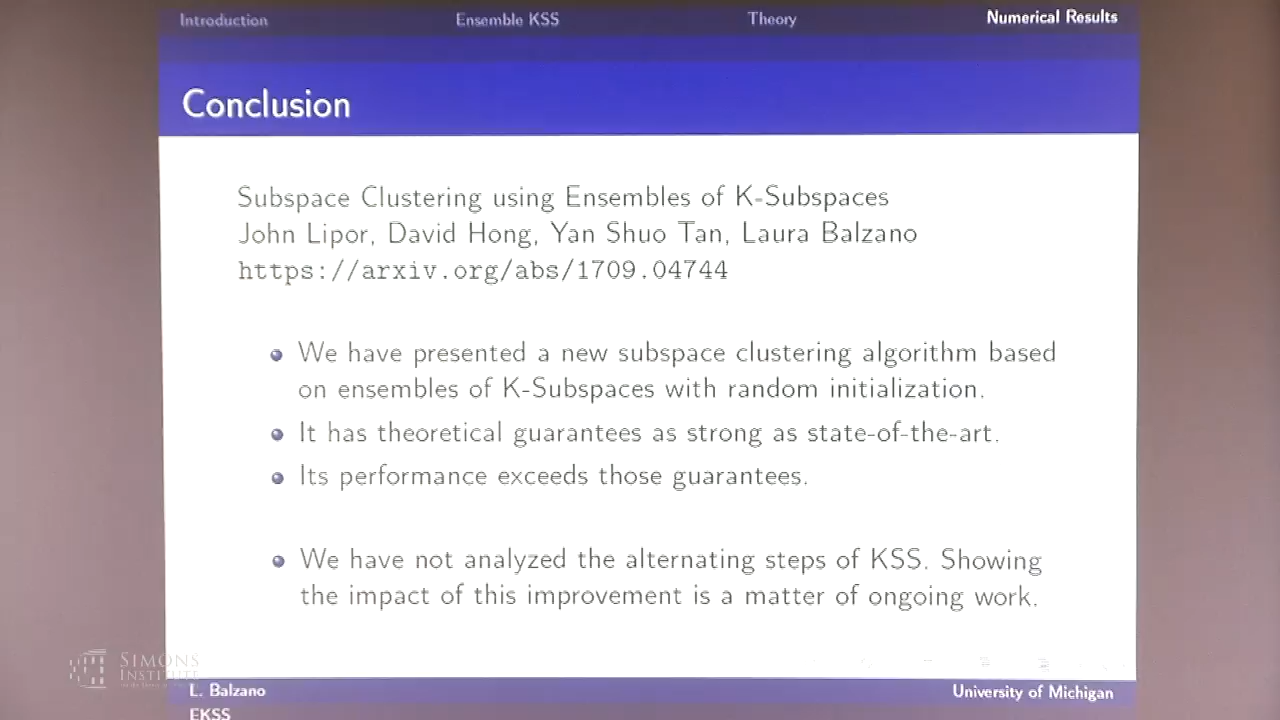 Introduction Ensemble KSS Theory Numerical Results
Conclusion
Subspace Clustering using Ensembles of K-Subspaces
John Lipor, David Hong, Yan Shuo Tan, Laura Balzano
https://arxiv.org/abs/1709.04744
We have presented a new subspace clustering algorithm based
on ensembles of K-Subspaces with random initialization.
It has theoretical guarantees as strong as state-of-the-art.
Its performance exceeds those guarantees.
We have not analyzed the alternating steps of KSS. Showing
the impact of this improvement is a matter of ongoing work.
SIMONS
INSTITUTE
L. Balzano University of Michigan
EKSS